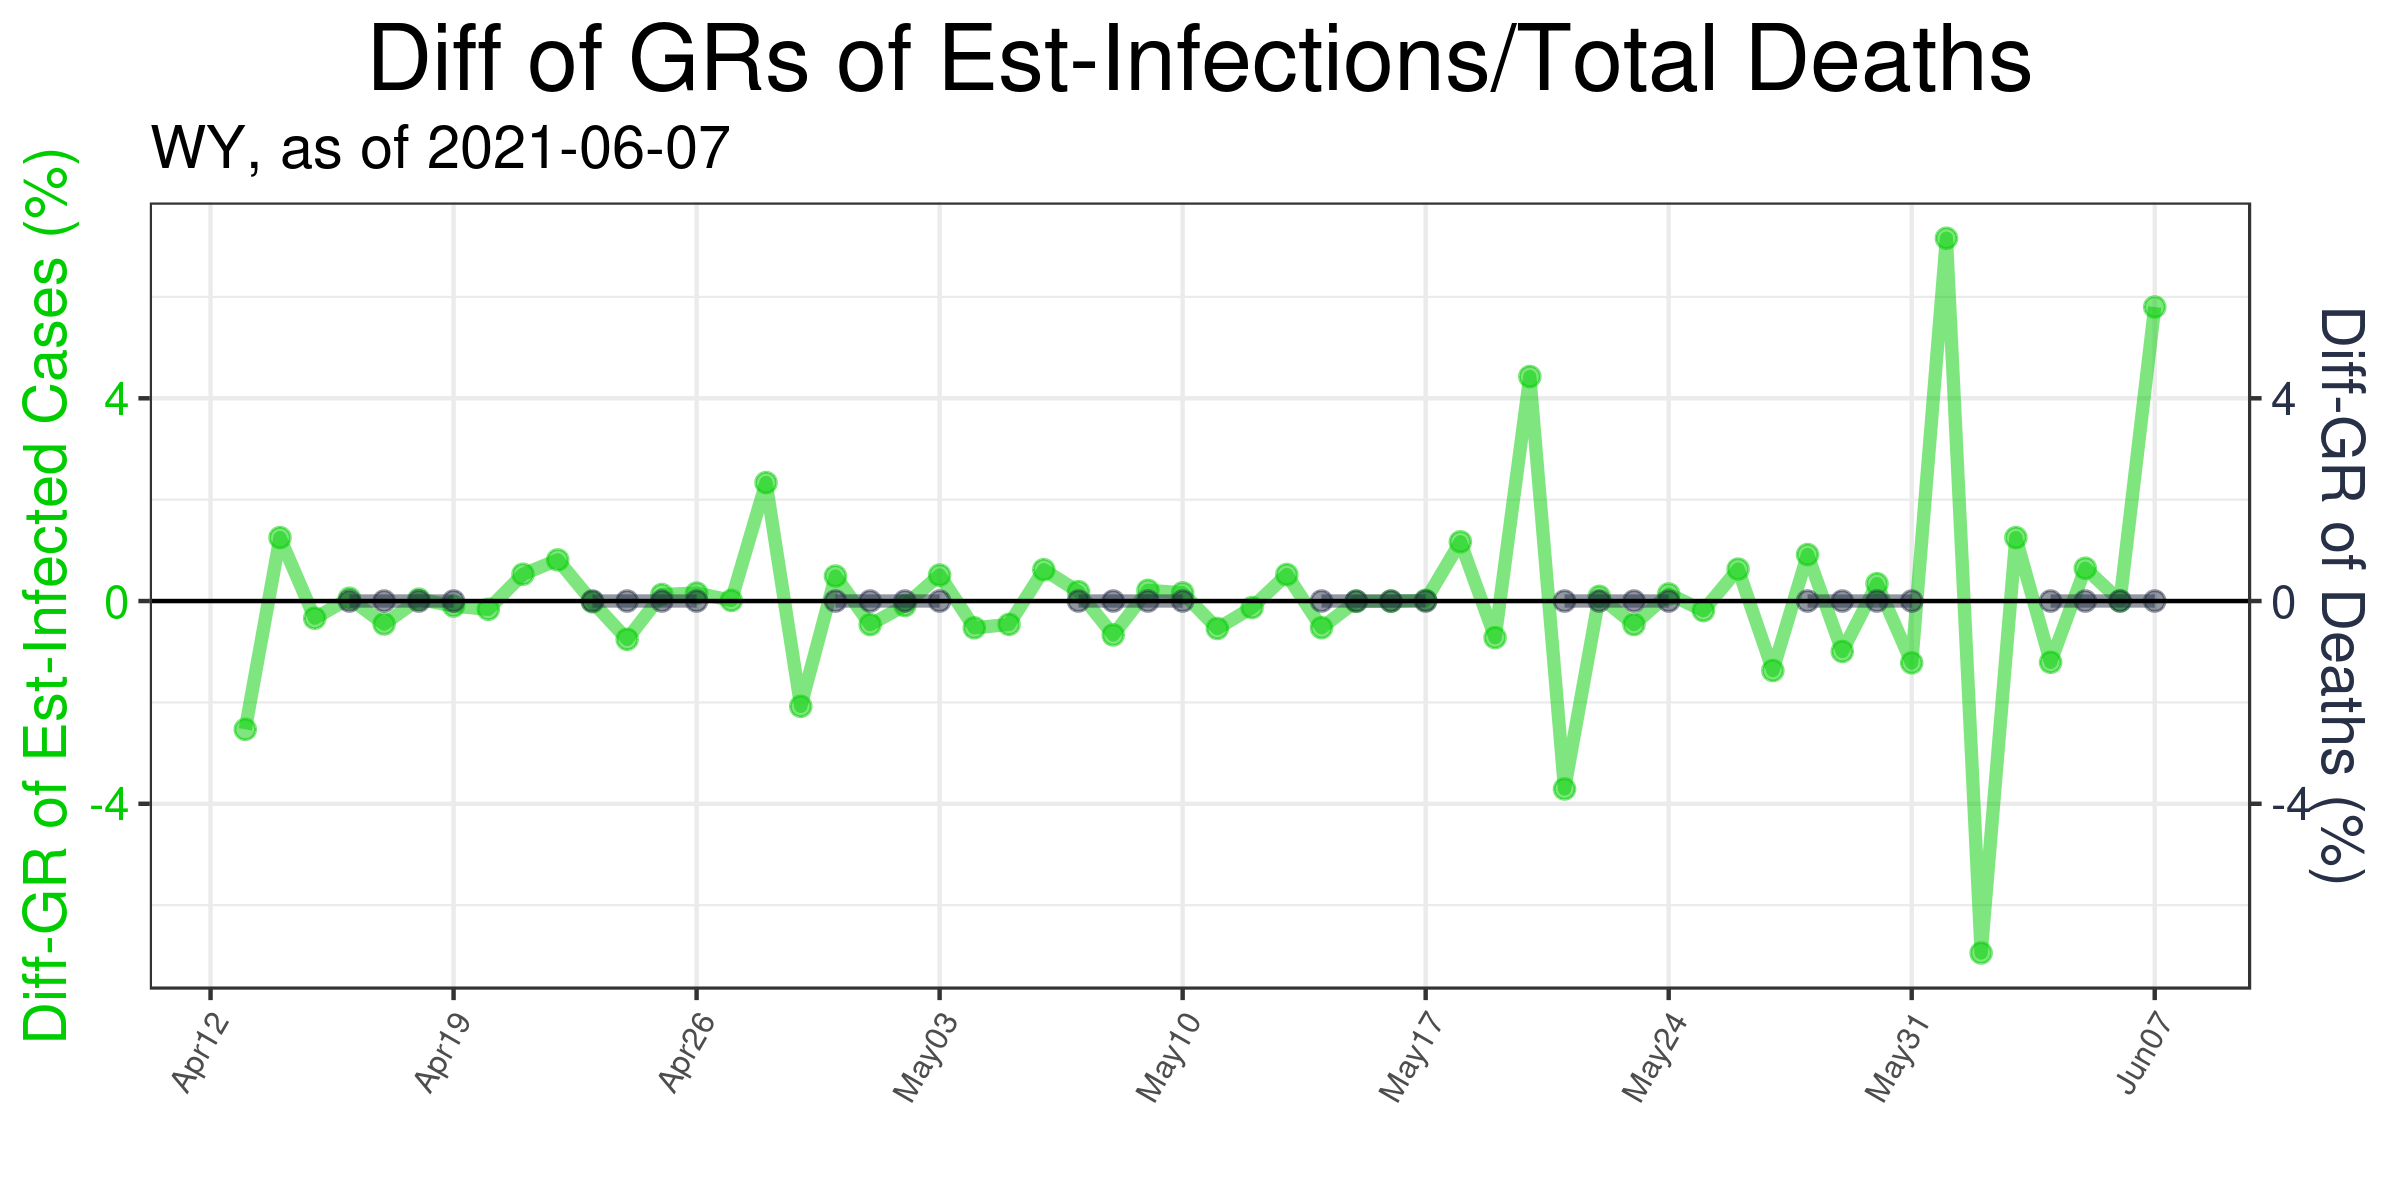 Diff of GRs of Est-Infections/Total Deaths
WY, as of 2021-06-07
Diff-GR of Est-Infected Cases (%)
4
0
-4
4
0
-4
Diff-GR of Deaths (%)
Apr12
Apr19
Apr26
May03
May10
May17
May24
May31
Jun07